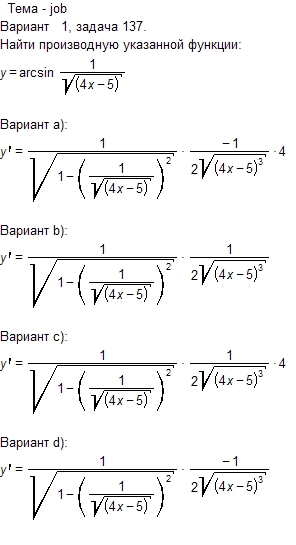 Тема - job
Вариант 1, задача 137.
Найти производную указанной функции:
y = arcsin 1/√(4x – 5)
Вариант a):
y' = 1/√(1 – (1/√(4x – 5))^2) · –1/(2√(4x – 5)^3) · 4
Вариант b):
y' = 1/√(1 – (1/√(4x – 5))^2) · 1/(2√(4x – 5)^3)
Вариант c):
y' = 1/√(1 – (1/√(4x – 5))^2) · 1/(2√(4x – 5)^3) · 4
Вариант d):
y' = 1/√(1 – (1/√(4x – 5))^2) · –1/(2√(4x – 5)^3)